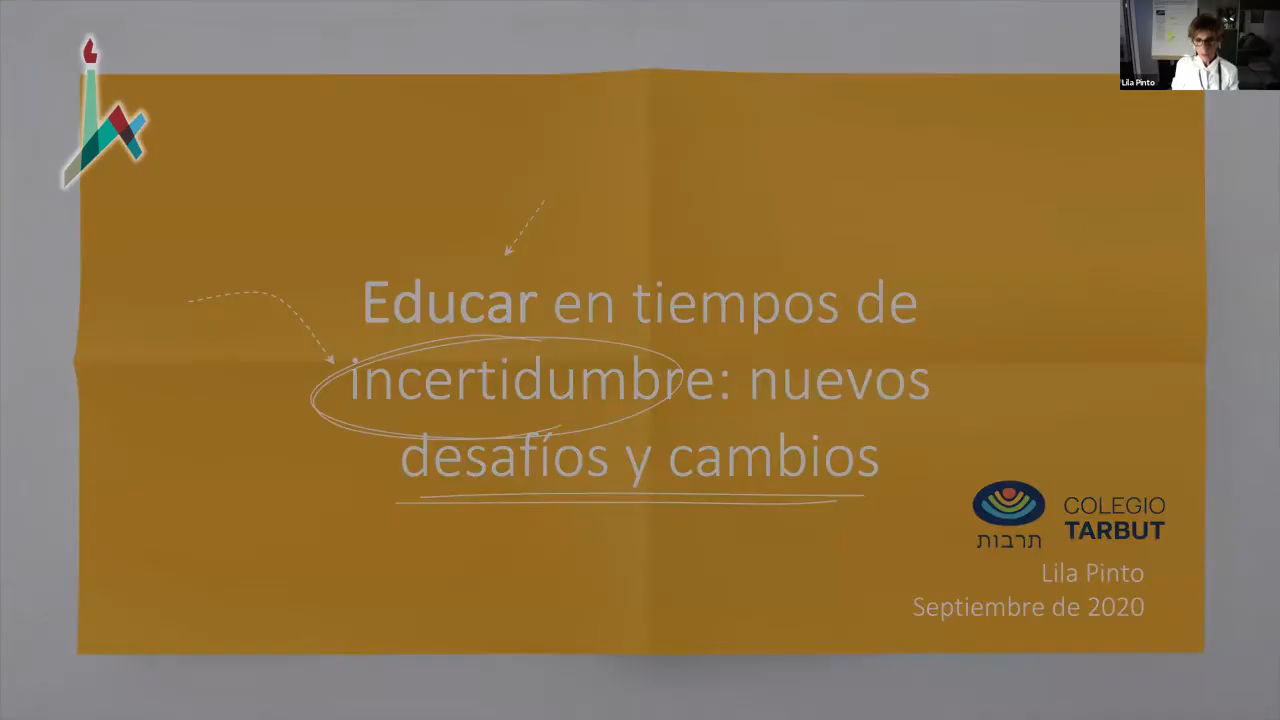 Lila Pinto
Educar en tiempos de
incertidumbre: nuevos
desafíos y cambios
תרבות
COLEGIO
TARBUT
Lila Pinto
Septiembre de 2020